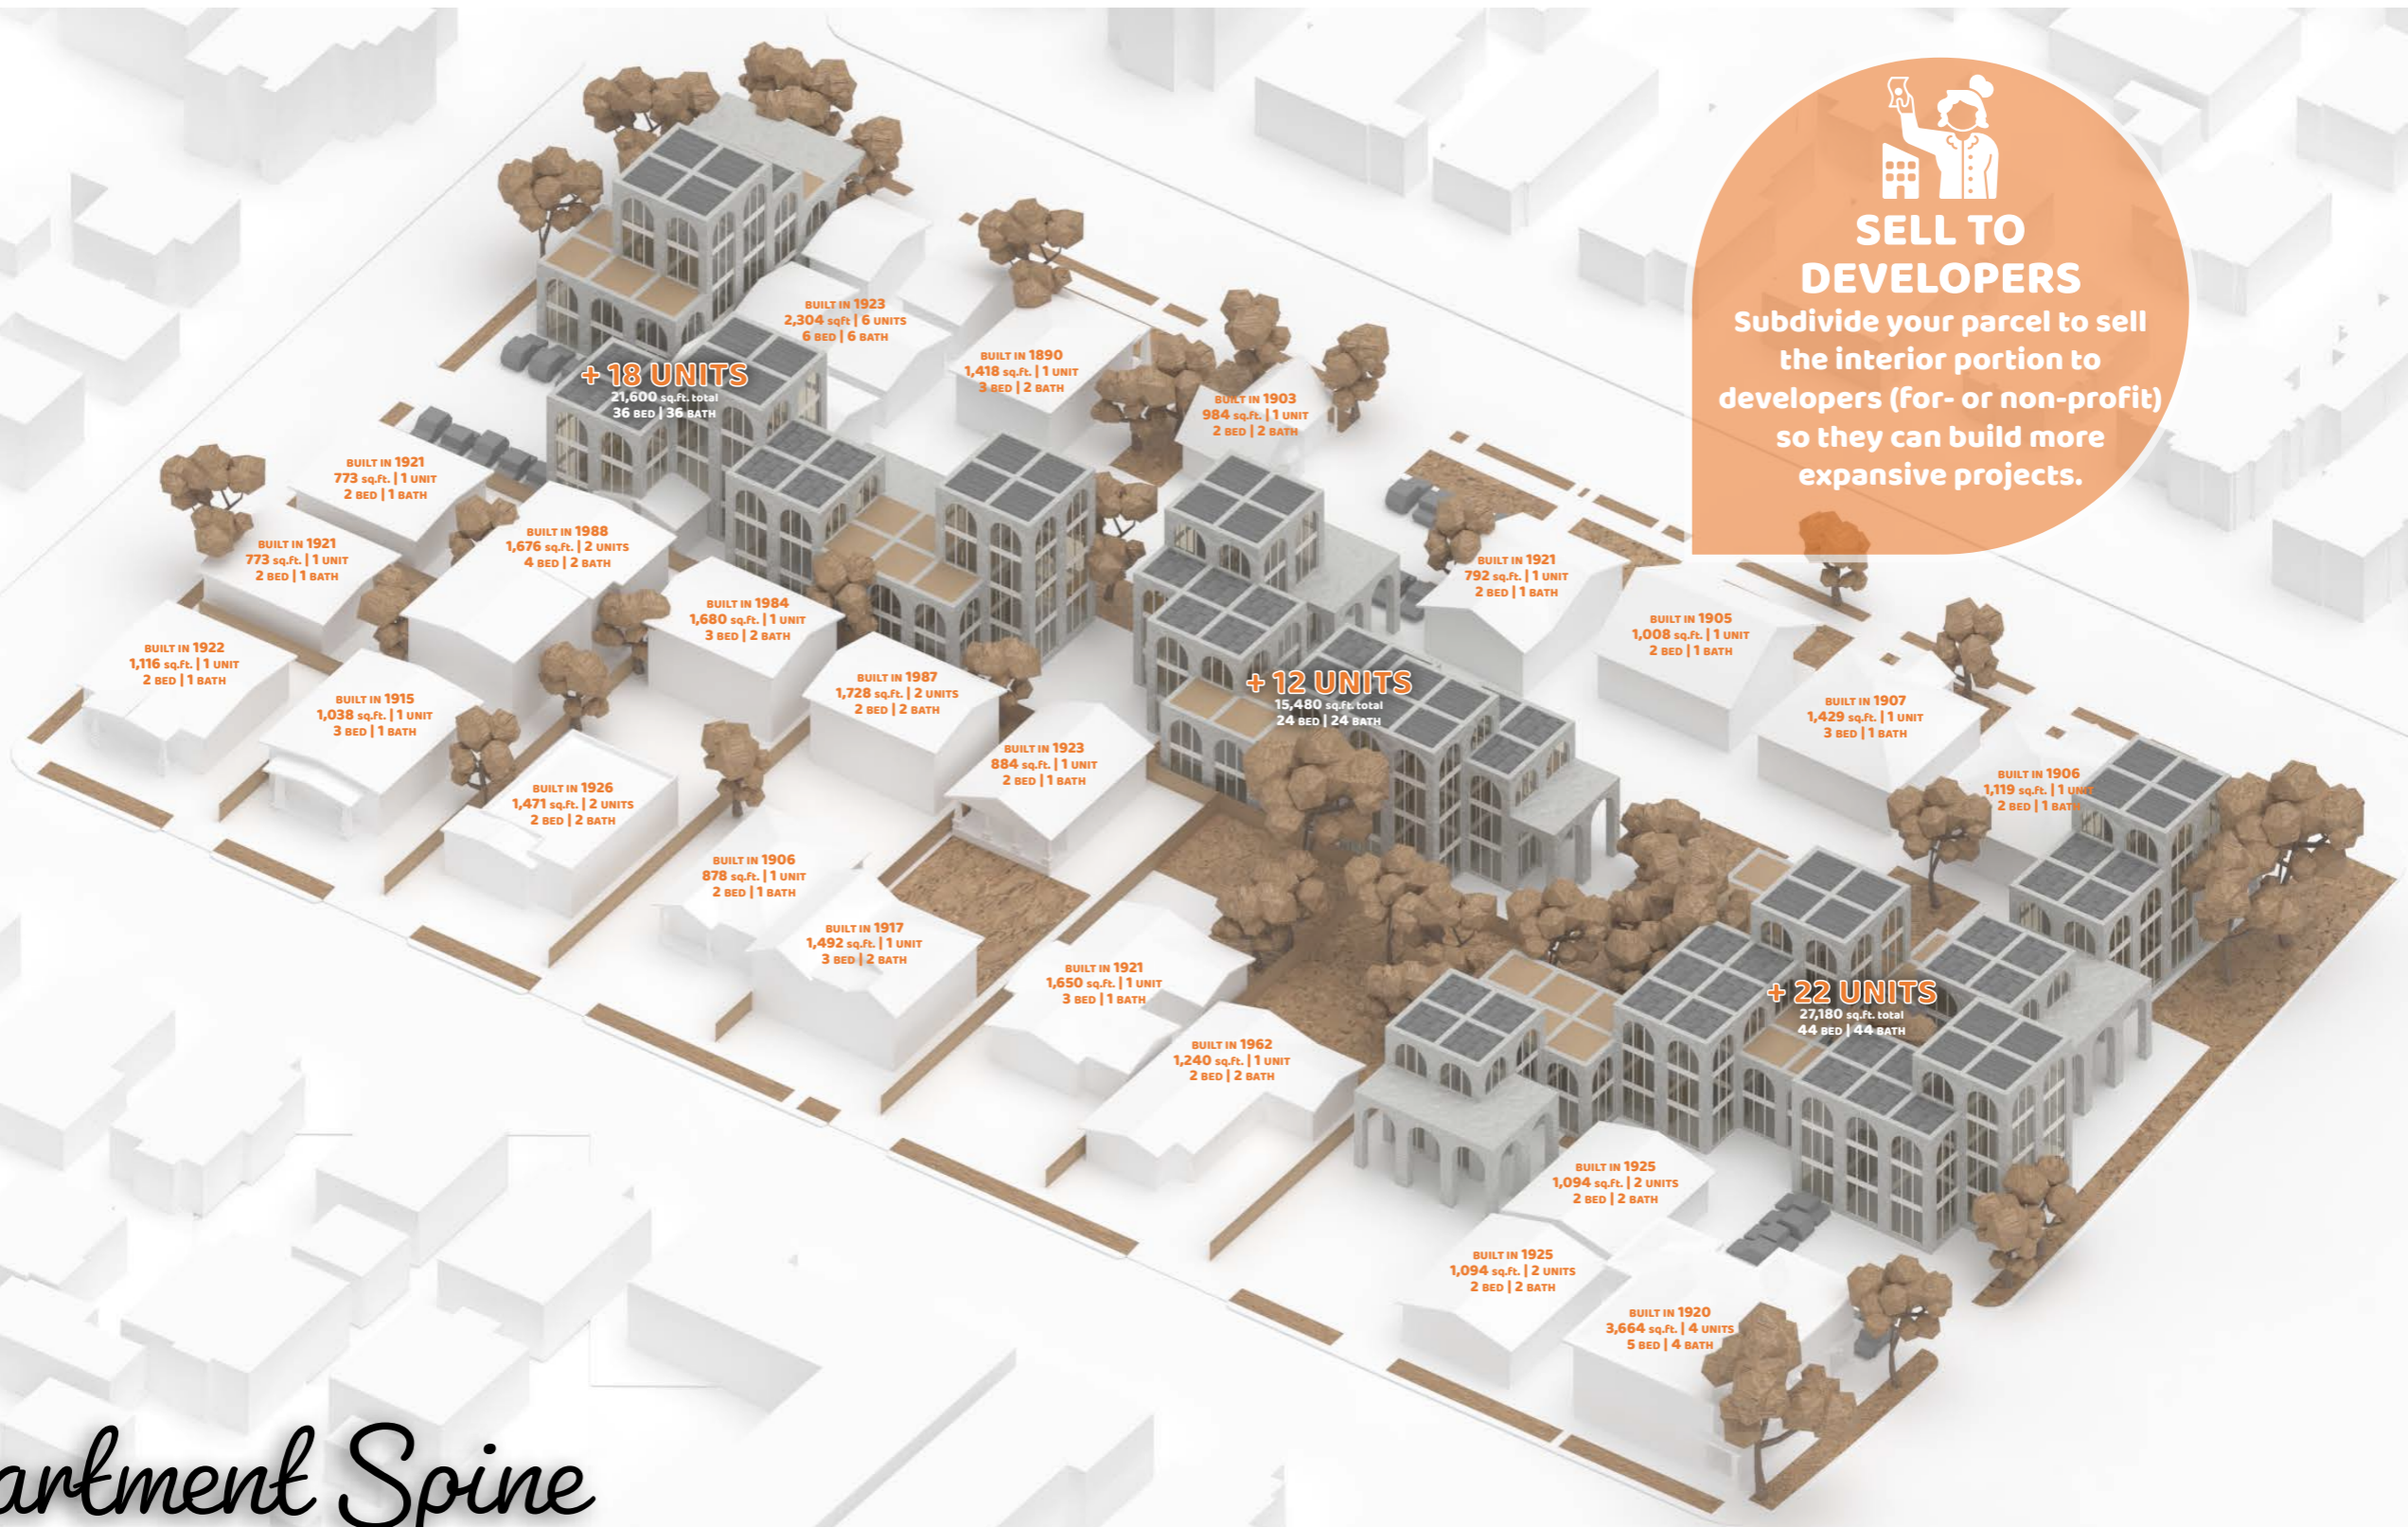 SELL TO
DEVELOPERS
Subdivide your parcel to sell
the interior portion to
developers (for- or non-profit)
so they can build more
expansive projects.
BUILT IN 1923
2,304 sqft | 6 UNITS
6 BED | 6 BATH
BUILT IN 1890
1,418 sq.ft. | 1 UNIT
3 BED | 2 BATH
+ 18 UNITS
21,600 sq.ft. total
36 BED | 36 BATH
BUILT IN 1903
984 sq.ft. | 1 UNIT
2 BED | 2 BATH
BUILT IN 1921
773 sq.ft. | 1 UNIT
2 BED | 1 BATH
BUILT IN 1988
1,676 sq.ft. | 2 UNITS
4 BED | 2 BATH
BUILT IN 1921
773 sq.ft. | 1 UNIT
2 BED | 1 BATH
BUILT IN 1921
792 sq.ft. | 1 UNIT
2 BED | 1 BATH
BUILT IN 1984
1,680 sq.ft. | 1 UNIT
3 BED | 2 BATH
BUILT IN 1905
1,008 sq.ft. | 1 UNIT
2 BED | 1 BATH
BUILT IN 1922
1,116 sq.ft. | 1 UNIT
2 BED | 1 BATH
BUILT IN 1987
1,728 sq.ft. | 2 UNITS
2 BED | 2 BATH
+ 12 UNITS
15,480 sq.ft. total
24 BED | 24 BATH
BUILT IN 1915
1,038 sq.ft. | 1 UNIT
3 BED | 1 BATH
BUILT IN 1907
1,429 sq.ft. | 1 UNIT
3 BED | 1 BATH
BUILT IN 1923
884 sq.ft. | 1 UNIT
2 BED | 1 BATH
BUILT IN 1906
1,119 sq.ft. | 1 UNIT
2 BED | 1 BATH
BUILT IN 1926
1,471 sq.ft. | 2 UNITS
2 BED | 2 BATH
BUILT IN 1906
878 sq.ft. | 1 UNIT
2 BED | 1 BATH
BUILT IN 1917
1,492 sq.ft. | 1 UNIT
3 BED | 2 BATH
BUILT IN 1921
1,650 sq.ft. | 1 UNIT
3 BED | 1 BATH
+ 22 UNITS
27,180 sq.ft. total
44 BED | 44 BATH
BUILT IN 1962
1,240 sq.ft. | 1 UNIT
2 BED | 2 BATH
BUILT IN 1925
1,094 sq.ft. | 2 UNITS
2 BED | 2 BATH
BUILT IN 1925
1,094 sq.ft. | 2 UNITS
2 BED | 2 BATH
BUILT IN 1920
3,664 sq.ft. | 4 UNITS
5 BED | 4 BATH
artment Spine